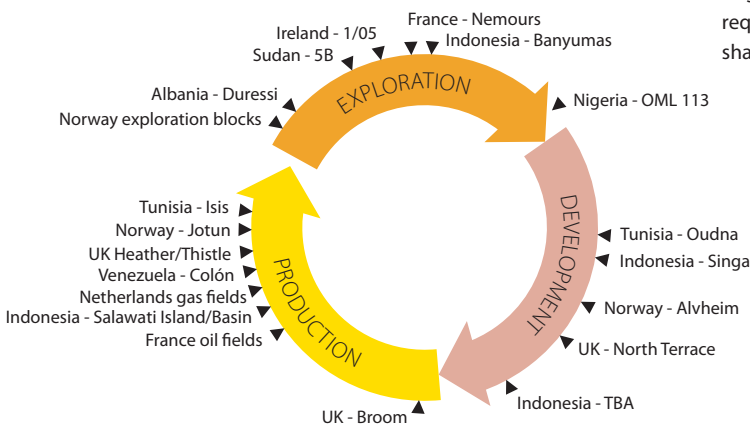 req
sha
France - Nemours
Ireland - 1/05
Indonesia - Banyumas
Sudan - 5B
EXPLORATION
Albania - Duressi
Nigeria - OML 113
Norway exploration blocks
DEVELOPMENT
Tunisia - Oudna
Indonesia - Singa
Norway - Alvheim
UK - North Terrace
Indonesia - TBA
PRODUCTION
Tunisia - Isis
Norway - Jotun
UK Heather/Thistle
Venezuela - Colón
Netherlands gas fields
Indonesia - Salawati Island/Basin
France oil fields
UK - Broom